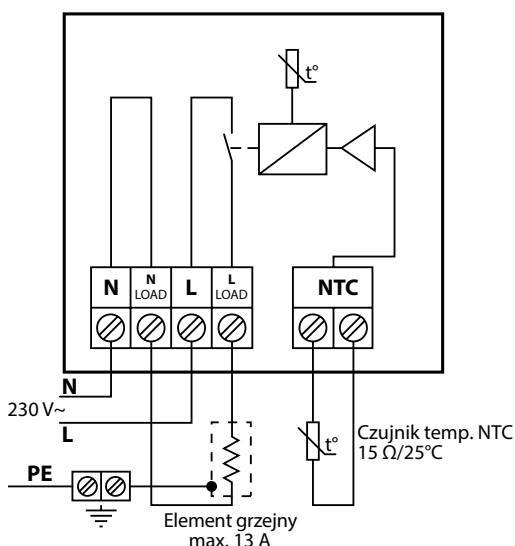 t°
N
N
LOAD
L
L
LOAD
NTC
N
230 V~
L
PE
t°
Czujnik temp. NTC
15 Ω/25°C
Element grzejny
max. 13 A